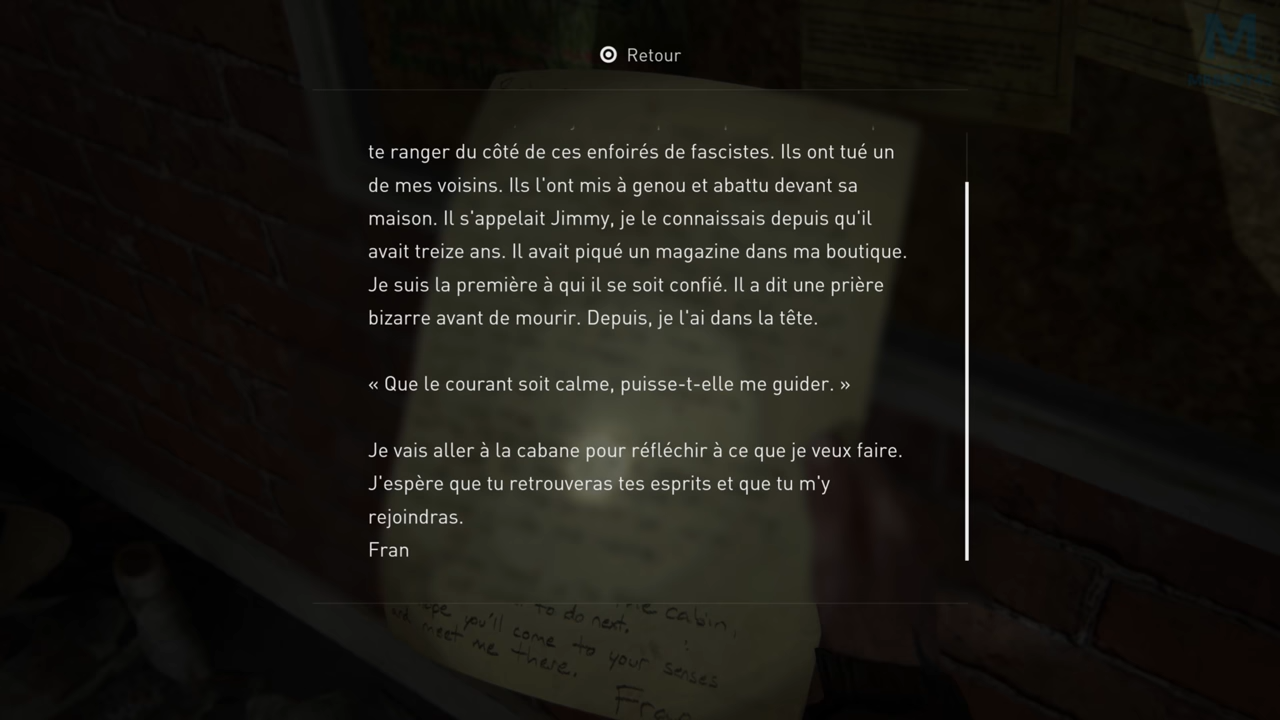 Retour
te ranger du côté de ces enfoirés de fascistes. Ils ont tué un
de mes voisins. Ils l'ont mis à genou et abattu devant sa
maison. Il s'appelait Jimmy, je le connaissais depuis qu'il
avait treize ans. Il avait piqué un magazine dans ma boutique.
Je suis la première à qui il se soit confié. Il a dit une prière
bizarre avant de mourir. Depuis, je l'ai dans la tête.
« Que le courant soit calme, puisse-t-elle me guider. »
Je vais aller à la cabane pour réfléchir à ce que je veux faire.
J'espère que tu retrouveras tes esprits et que tu m'y
rejoindras.
Fran
cabin,
to do next.
you'll come to your senses
meet me there.
Fran